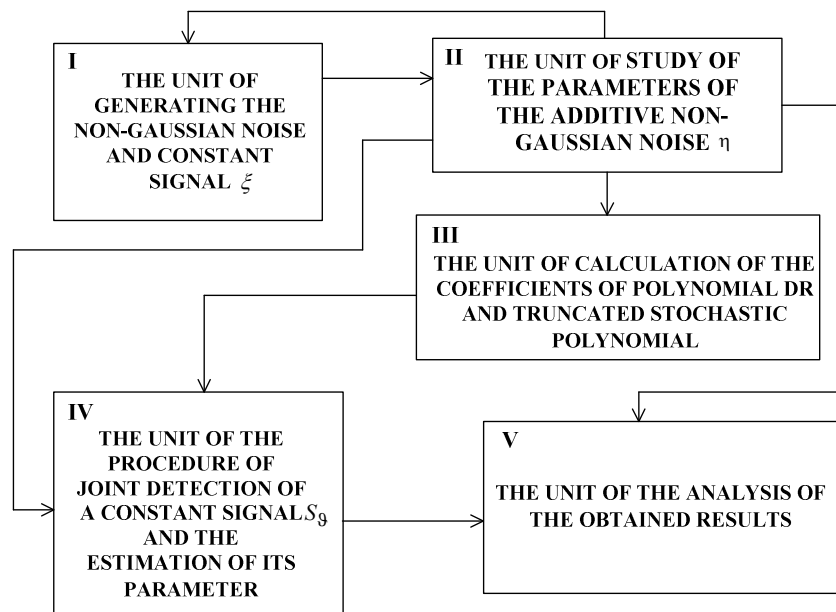 I
THE UNIT OF
GENERATING THE
NON-GAUSSIAN NOISE
AND CONSTANT
SIGNAL ξ
II
THE UNIT OF STUDY OF
THE PARAMETERS OF
THE ADDITIVE NON-
GAUSSIAN NOISE η
III
THE UNIT OF CALCULATION OF THE
COEFFICIENTS OF POLYNOMIAL DR
AND TRUNCATED STOCHASTIC
POLYNOMIAL
IV
THE UNIT OF THE
PROCEDURE OF
JOINT DETECTION OF
A CONSTANT SIGNAL Sϑ
AND THE
ESTIMATION OF ITS
PARAMETER
V
THE UNIT OF THE ANALYSIS OF
THE OBTAINED RESULTS